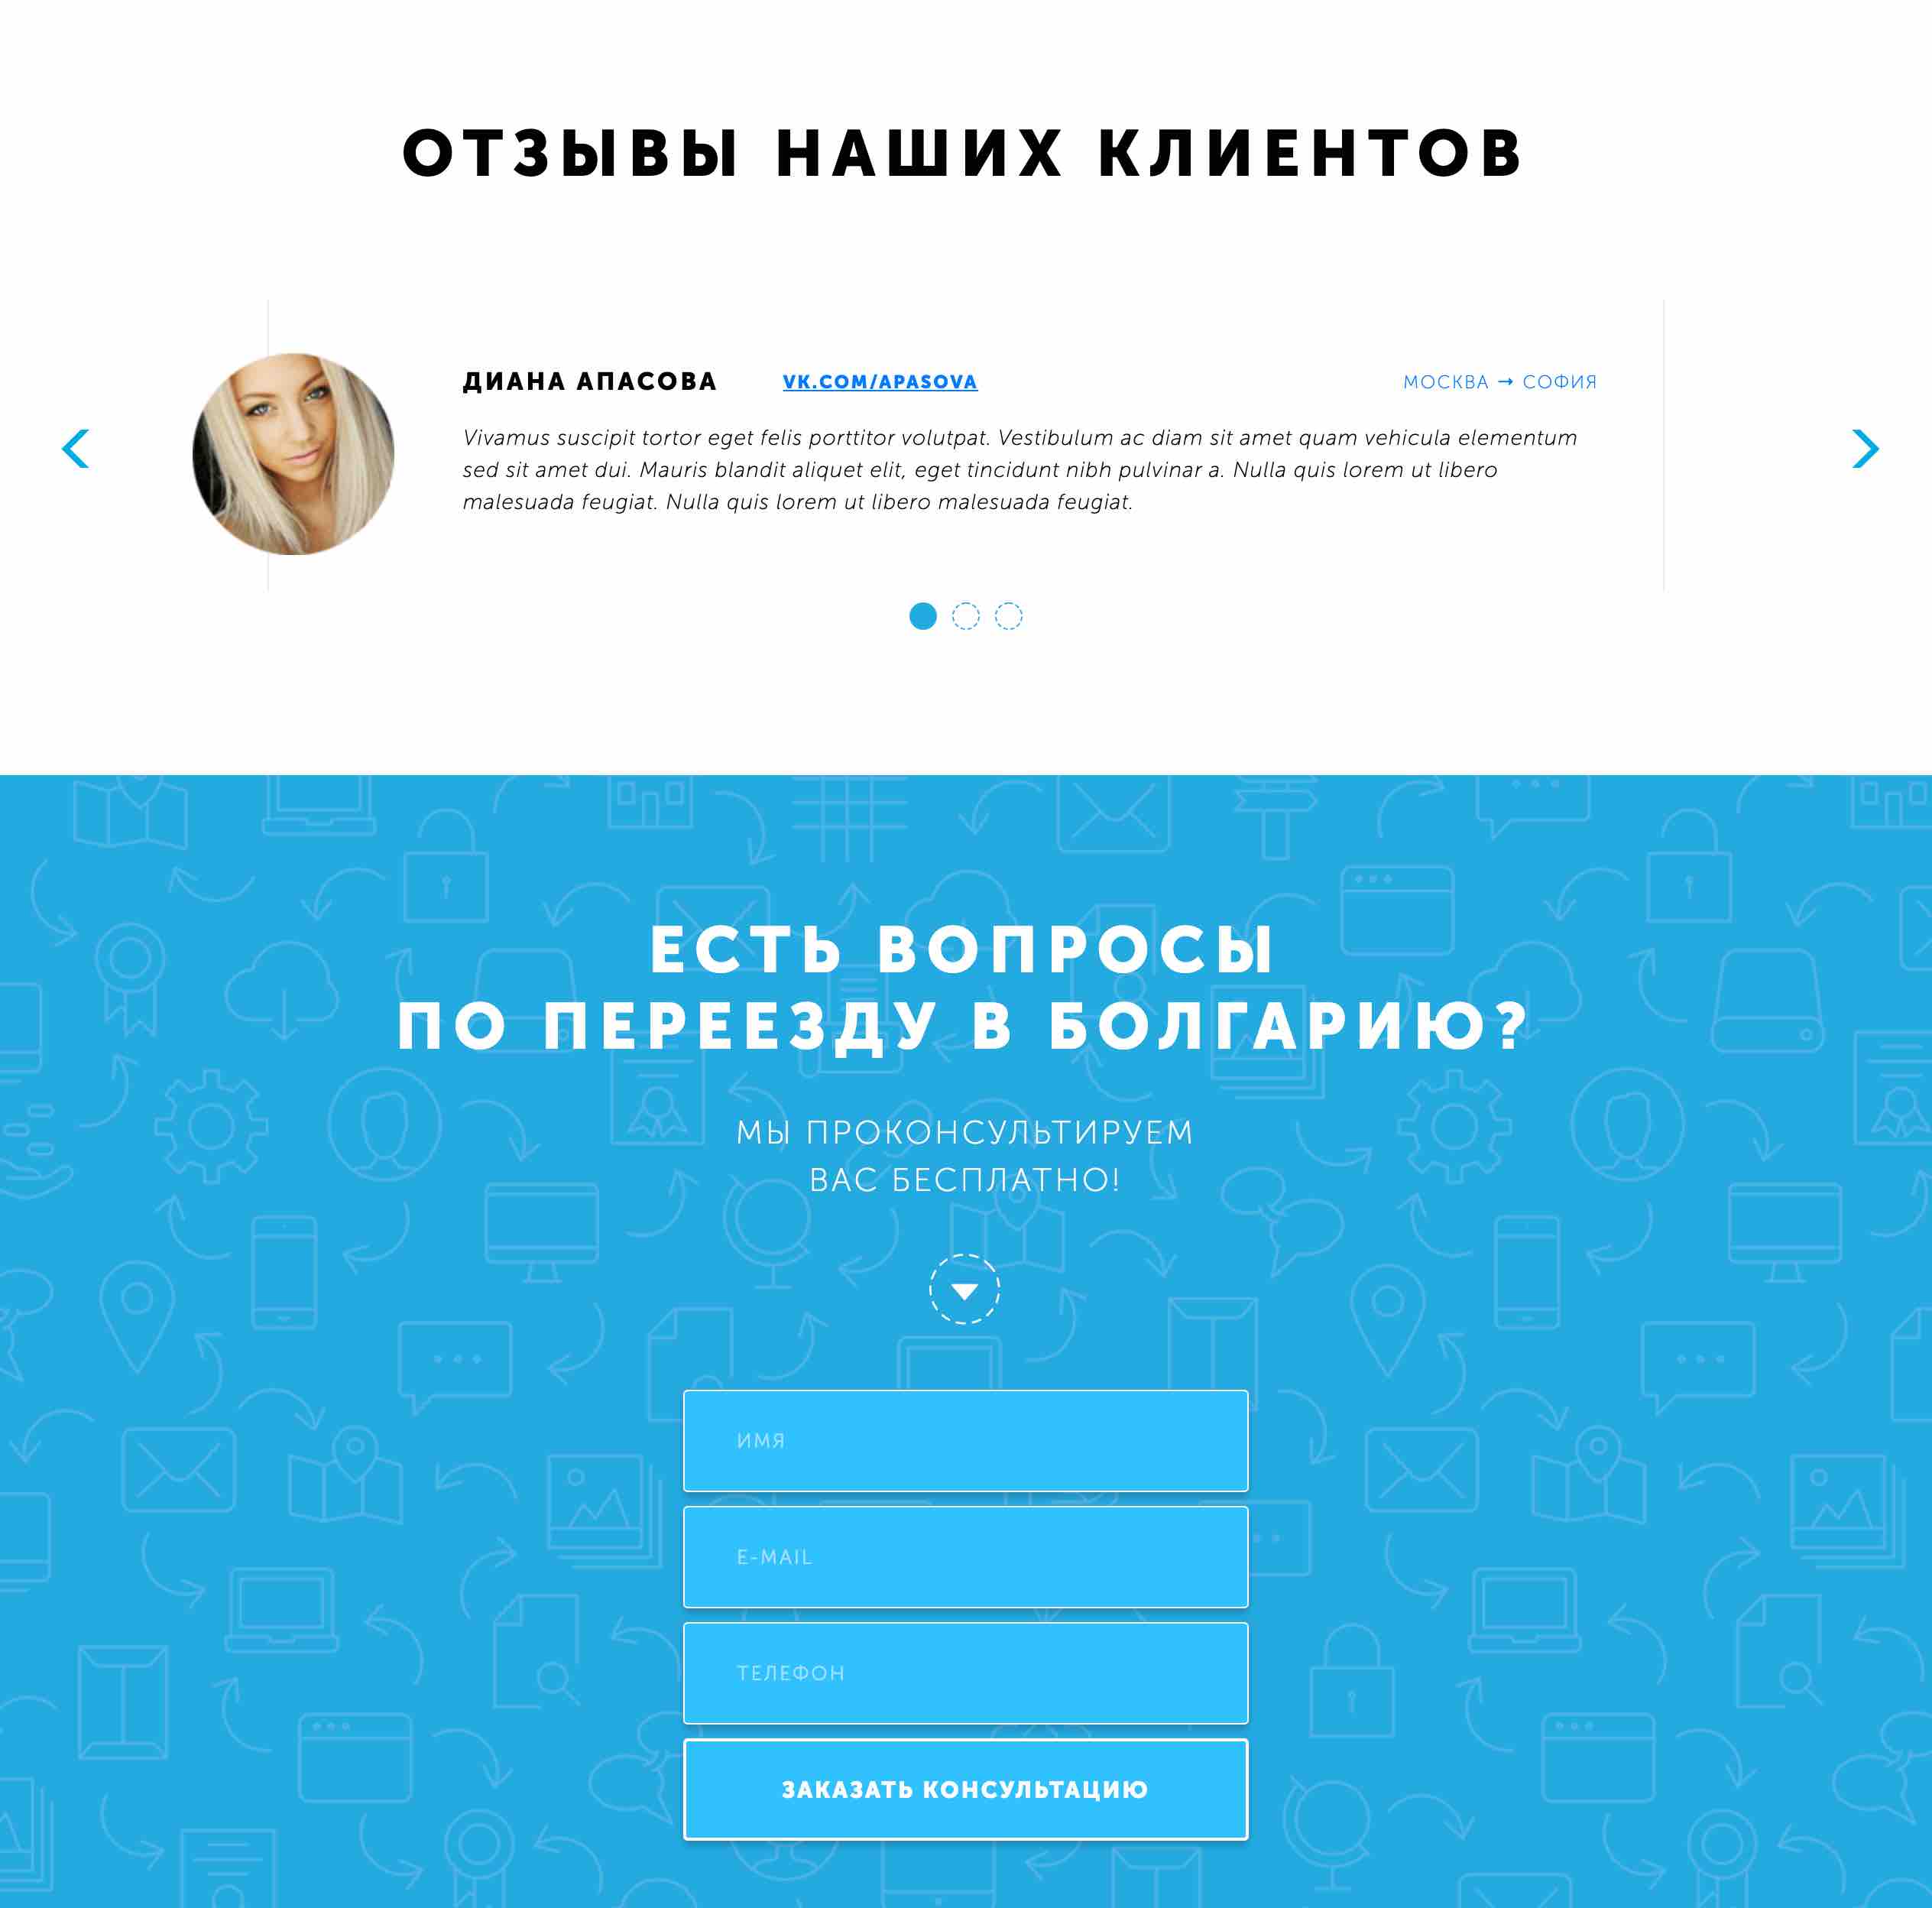 ОТЗЫВЫ НАШИХ КЛИЕНТОВ
ДИАНА АПАСОВА VK.COM/APASOVA МОСКВА → СОФИЯ
Vivamus suscipit tortor eget felis porttitor volutpat. Vestibulum ac diam sit amet quam vehicula elementum
sed sit amet dui. Mauris blandit aliquet elit, eget tincidunt nibh pulvinar a. Nulla quis lorem ut libero
malesuada feugiat. Nulla quis lorem ut libero malesuada feugiat.
ЕСТЬ ВОПРОСЫ
ПО ПЕРЕЕЗДУ В БОЛГАРИЮ?
МЫ ПРОКОНСУЛЬТИРУЕМ
ВАС БЕСПЛАТНО!
ИМЯ
E-MAIL
ТЕЛЕФОН
ЗАКАЗАТЬ КОНСУЛЬТАЦИЮ